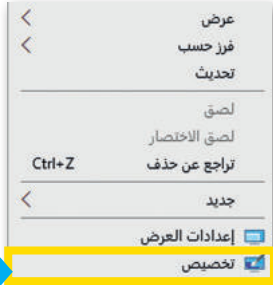 عرض
فرز حسب
تحديث
لصق
لصق الاختصار
تراجع عن حذف Ctrl+Z
جديد
إعدادات العرض
تخصيص